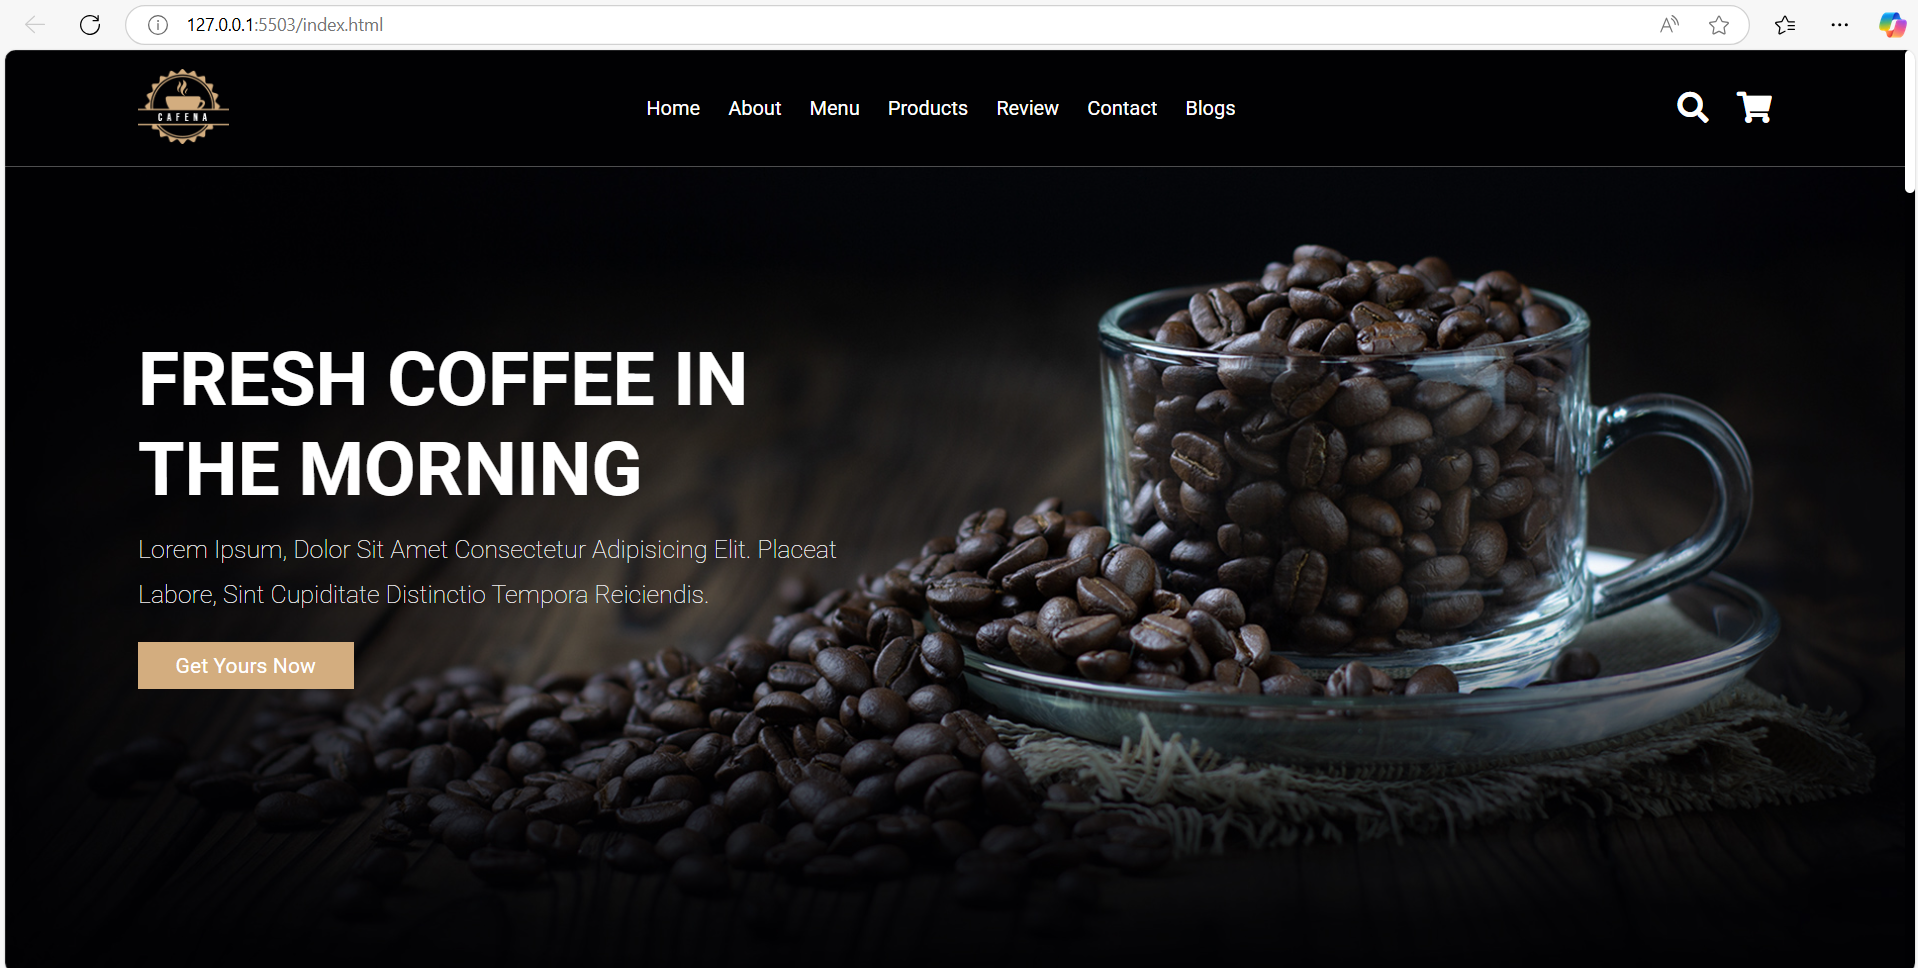 127.0.0.1:5503/index.html
CAFENA
Home About Menu Products Review Contact Blogs
FRESH COFFEE IN
THE MORNING
Lorem Ipsum, Dolor Sit Amet Consectetur Adipisicing Elit. Placeat
Labore, Sint Cupiditate Distinctio Tempora Reiciendis.
Get Yours Now